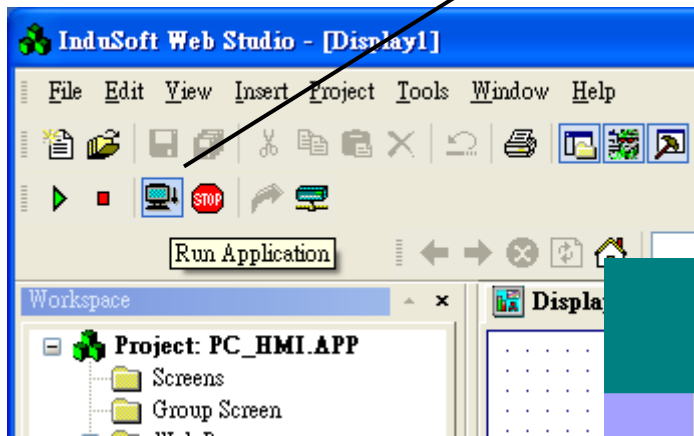 InduSoft Web Studio - [Display1]
File Edit View Insert Project Tools Window Help
STOP
Run Application
Workspace
Project: PC_HMI.APP
Screens
Group Screen